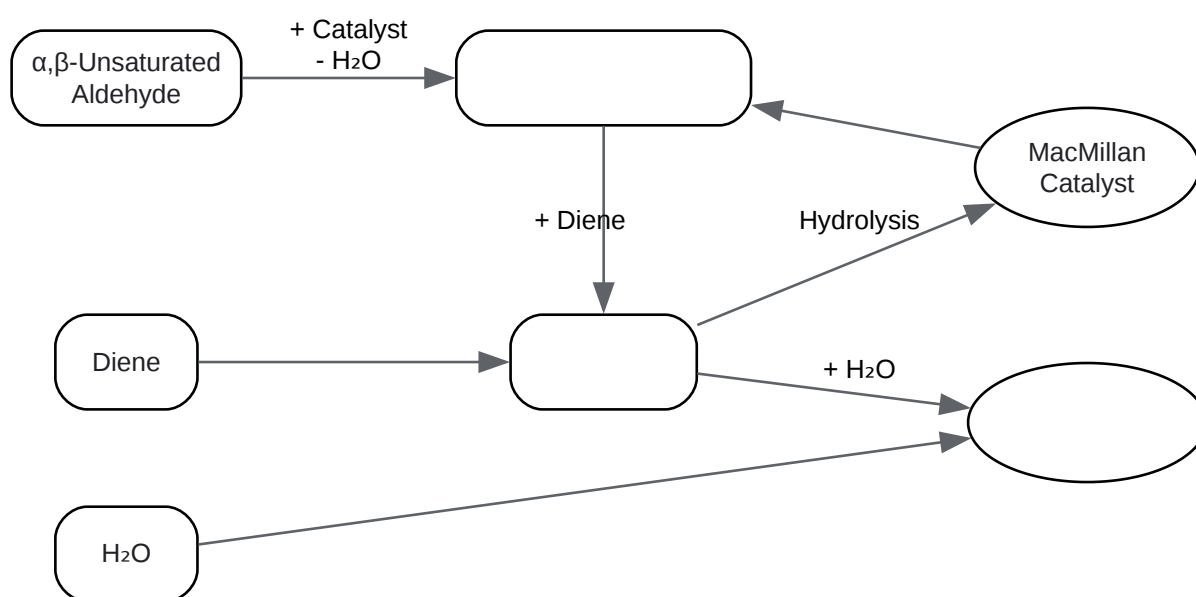 + Catalyst
- H₂O
α,β-Unsaturated
Aldehyde
MacMillan
Catalyst
+ Diene
Hydrolysis
Diene
+ H₂O
H₂O